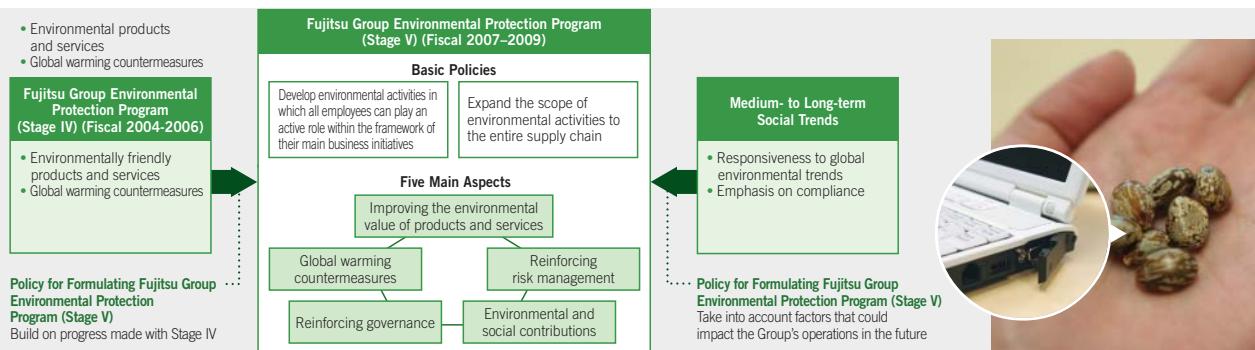 • Environmental products
and services
• Global warming countermeasures
Fujitsu Group Environmental
Protection Program
(Stage IV) (Fiscal 2004-2006)
• Environmentally friendly
products and services
• Global warming countermeasures
Policy for Formulating Fujitsu Group
Environmental Protection
Program (Stage V)
Build on progress made with Stage IV
Fujitsu Group Environmental Protection Program
(Stage V) (Fiscal 2007–2009)
Basic Policies
Develop environmental activities in
which all employees can play an
active role within the framework of
their main business initiatives
Expand the scope of
environmental activities to
the entire supply chain
Five Main Aspects
Improving the environmental
value of products and services
Global warming
countermeasures
Reinforcing
risk management
Reinforcing governance
Environmental and
social contributions
Medium- to Long-term
Social Trends
• Responsiveness to global
environmental trends
• Emphasis on compliance
Policy for Formulating Fujitsu Group
Environmental Protection Program (Stage V)
Take into account factors that could
impact the Group's operations in the future